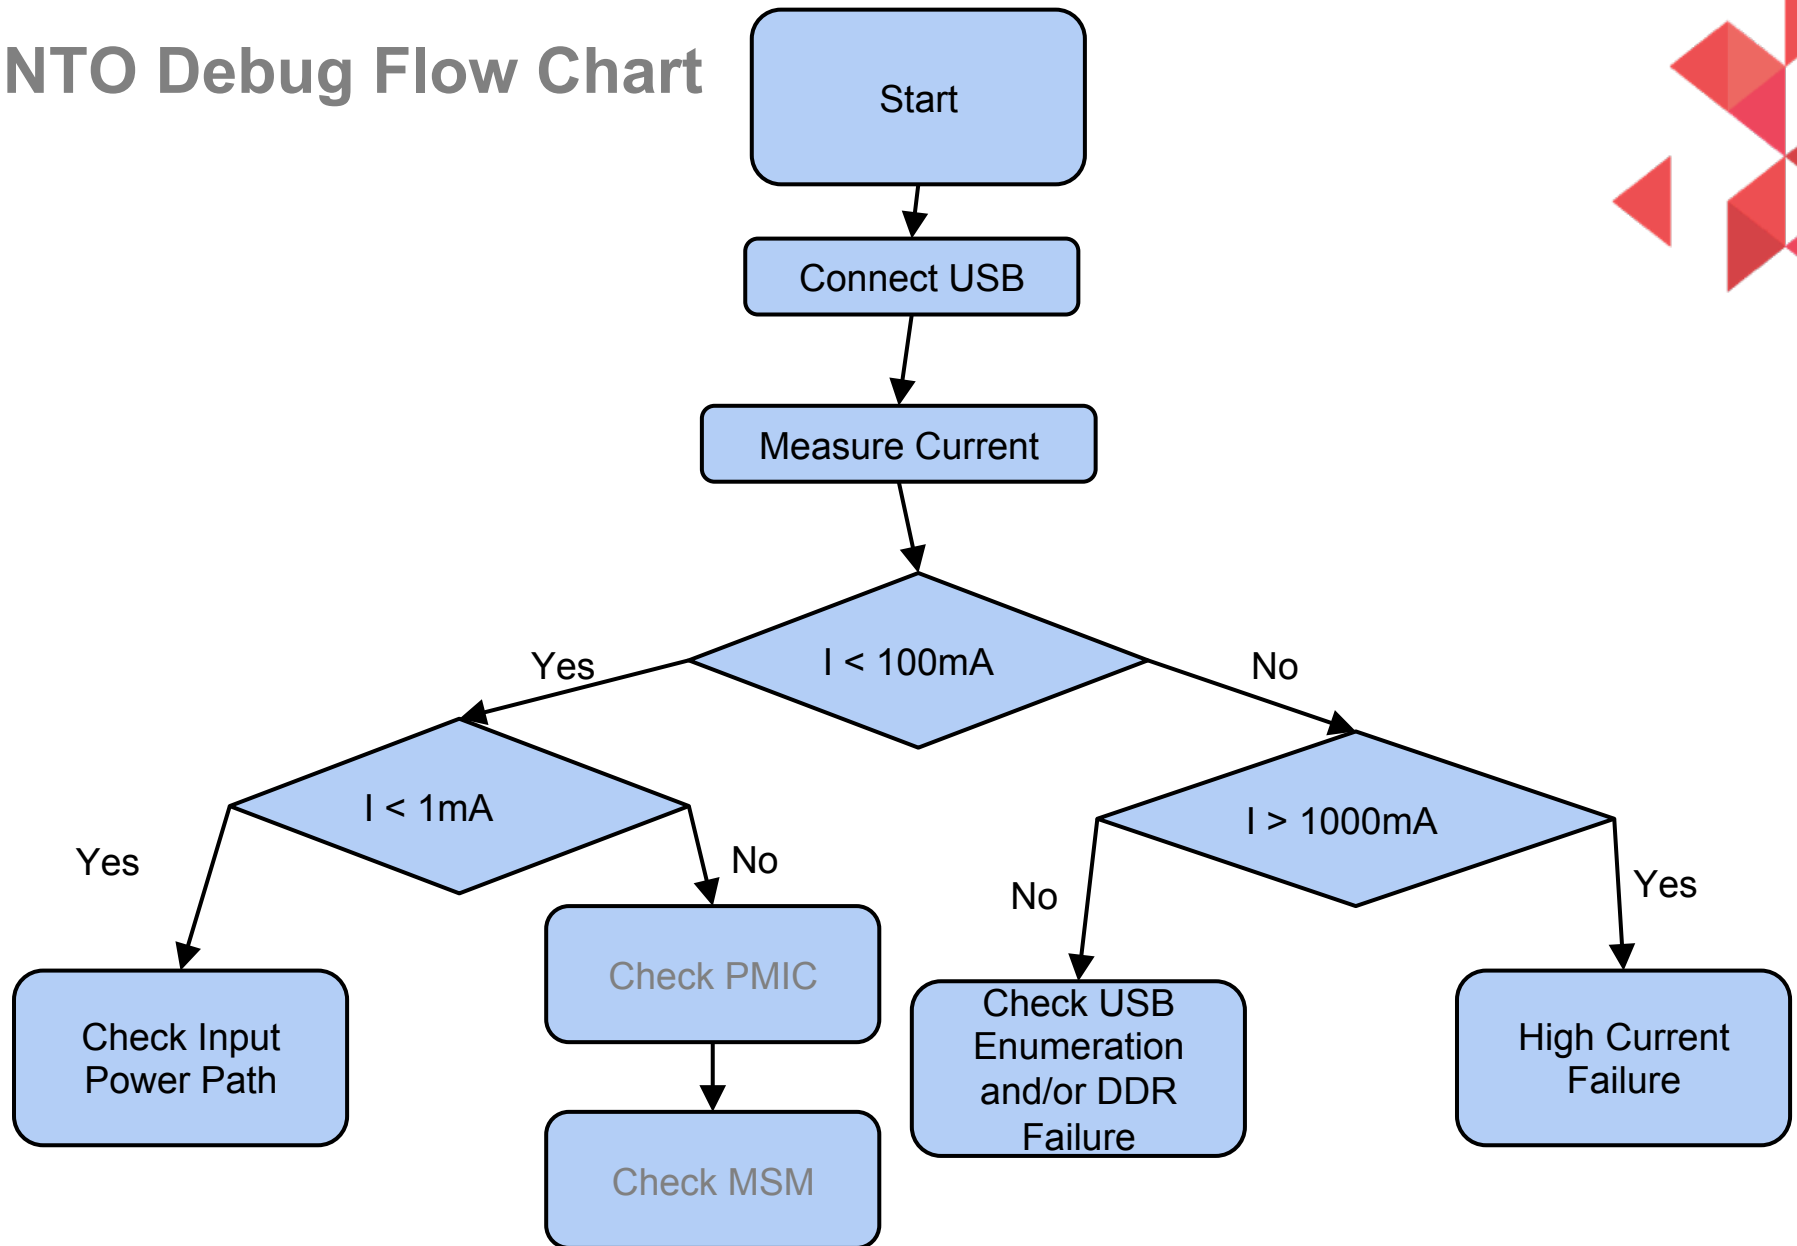 NTO Debug Flow Chart
Start
Connect USB
Measure Current
I < 100mA
Yes
No
I < 1mA
I > 1000mA
Yes
No
No
Yes
Check Input
Power Path
Check PMIC
Check MSM
Check USB
Enumeration
and/or DDR
Failure
High Current
Failure